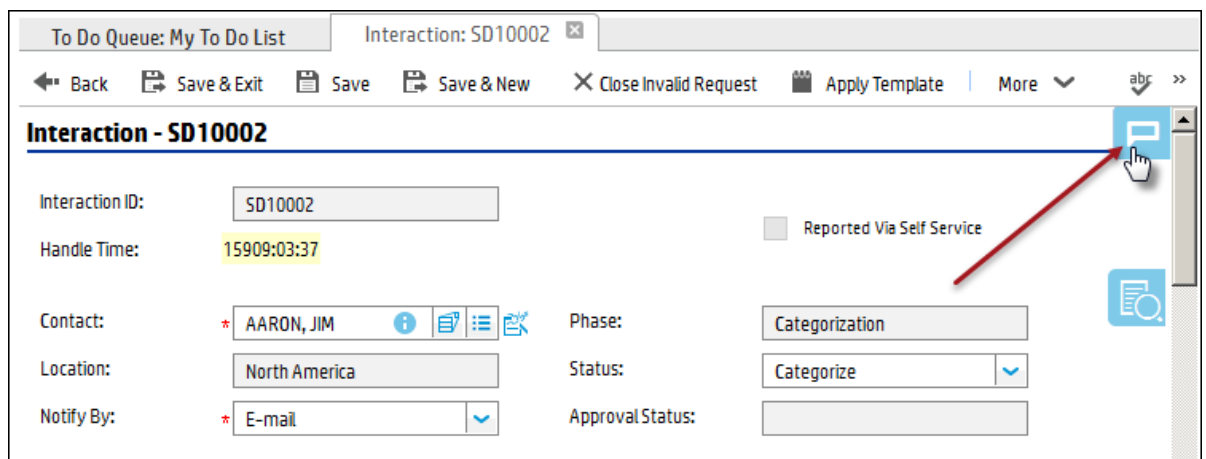 To Do Queue: My To Do List Interaction: SD10002
Back Save & Exit Save Save & New Close Invalid Request Apply Template More abc »
Interaction - SD10002
Interaction ID: SD10002
Reported Via Self Service
Handle Time: 15909:03:37
Contact: * AARON, JIM Phase: Categorization
Location: North America Status: Categorize
Notify By: * E-mail Approval Status: